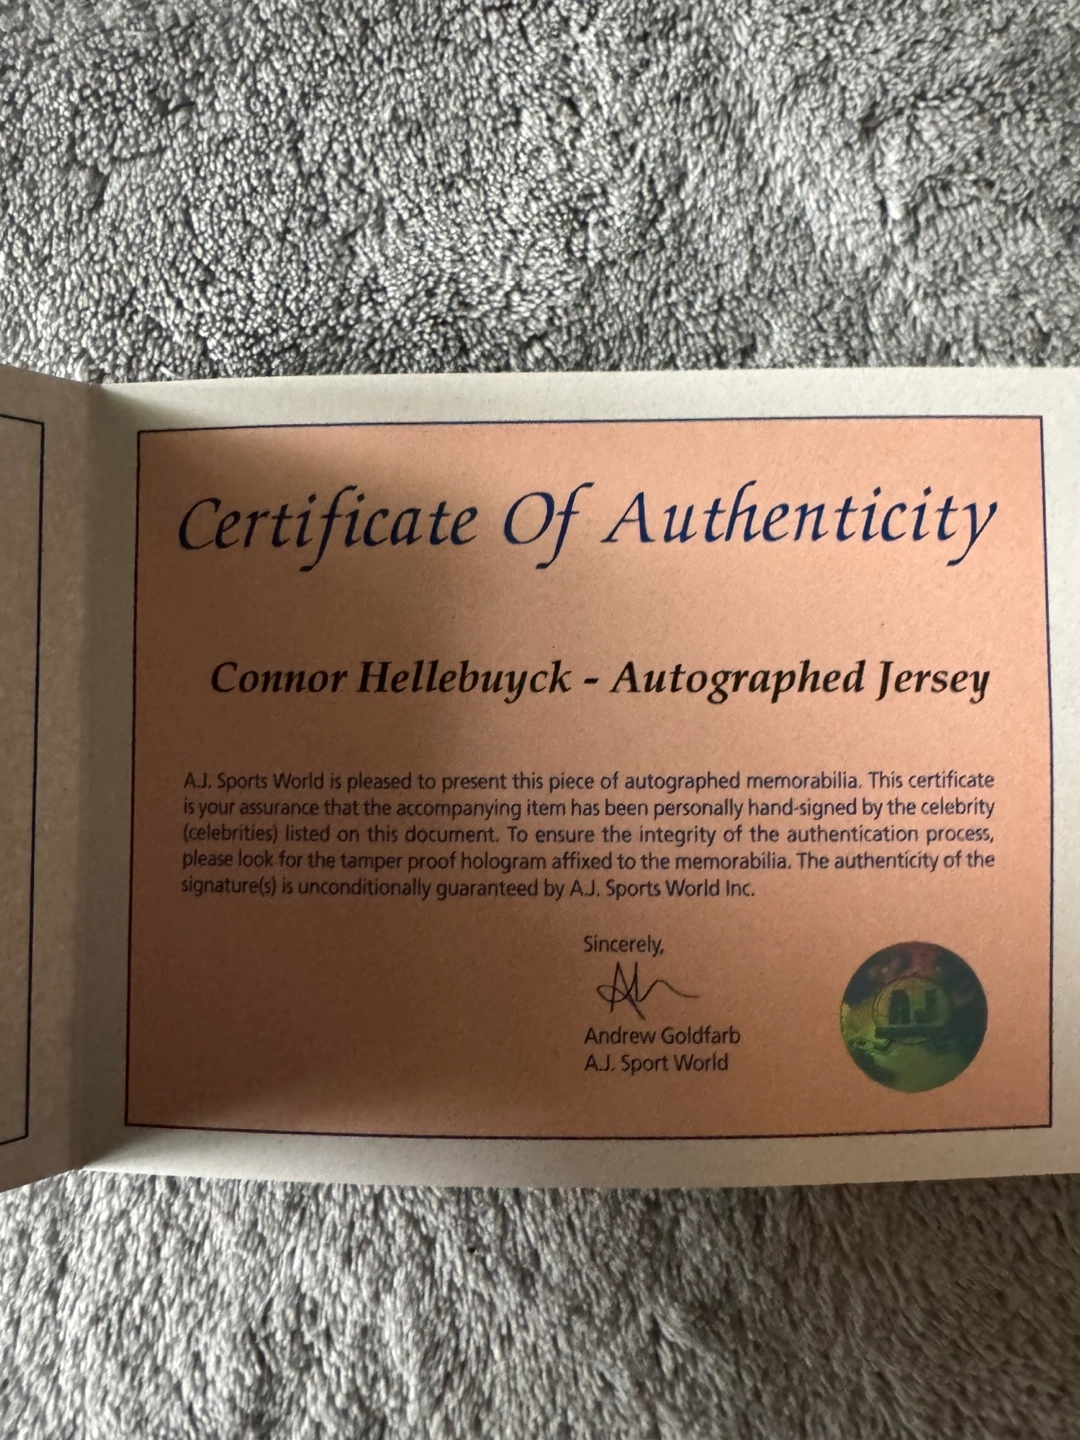 Certificate Of Authenticity
Connor Hellebuyck - Autographed Jersey
A.J. Sports World is pleased to present this piece of autographed memorabilia. This certificate
is your assurance that the accompanying item has been personally hand-signed by the celebrity
(celebrities) listed on this document. To ensure the integrity of the authentication process,
please look for the tamper proof hologram affixed to the memorabilia. The authenticity of the
signature(s) is unconditionally guaranteed by A.J. Sports World Inc.
Sincerely,
Andrew Goldfarb
A.J. Sport World
AJ